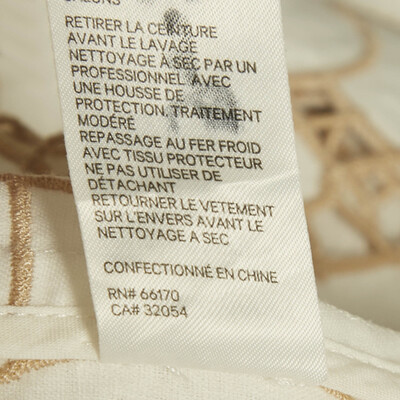 RETIRER LA CEINTURE
AVANT LE LAVAGE
NETTOYAGE À SEC PAR UN
PROFESSIONNEL AVEC
UNE HOUSSE DE
PROTECTION. TRAITEMENT
MODÉRÉ
REPASSAGE AU FER FROID
AVEC TISSU PROTECTEUR
NE PAS UTILISER DE
DÉTACHANT
RETOURNER LE VETEMENT
SUR L'ENVERS AVANT LE
NETTOYAGE A SEC
CONFECTIONNÉ EN CHINE
RN# 66170
CA# 32054